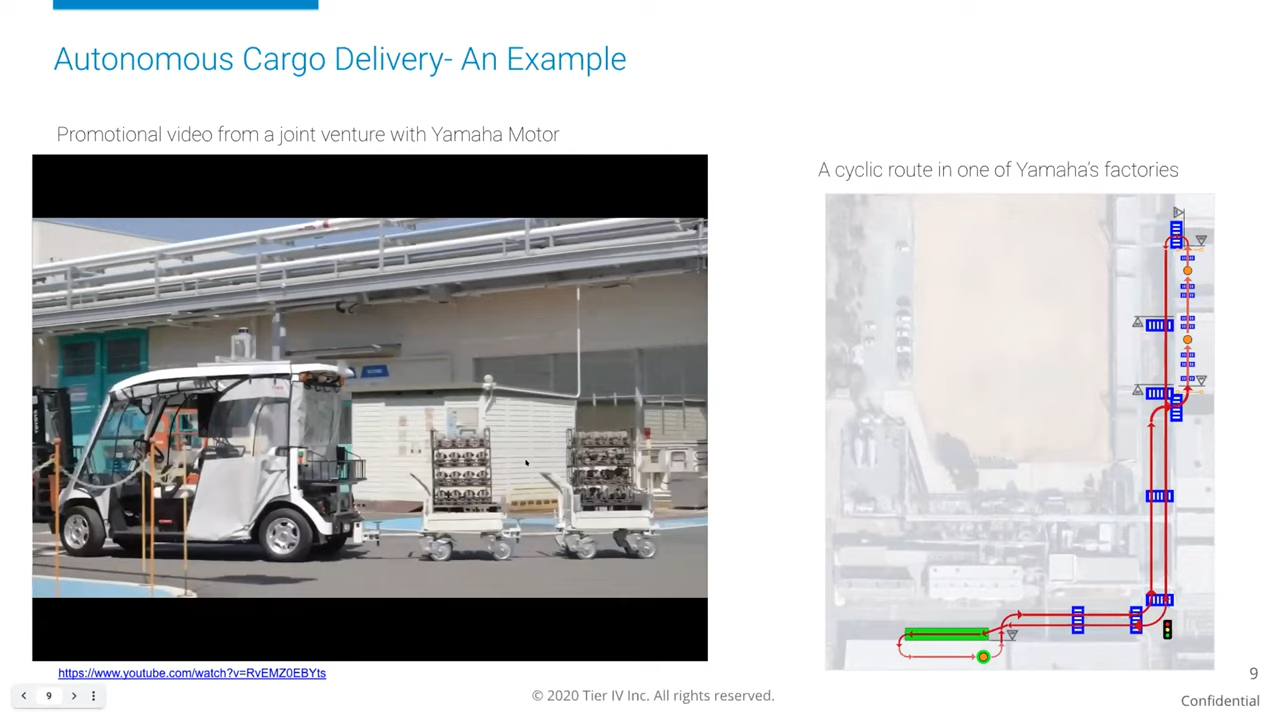 Autonomous Cargo Delivery- An Example
Promotional video from a joint venture with Yamaha Motor
A cyclic route in one of Yamaha's factories
https://www.youtube.com/watch?v=RvEMZ0EBYts
9
© 2020 Tier IV Inc. All rights reserved.
9
Confidential